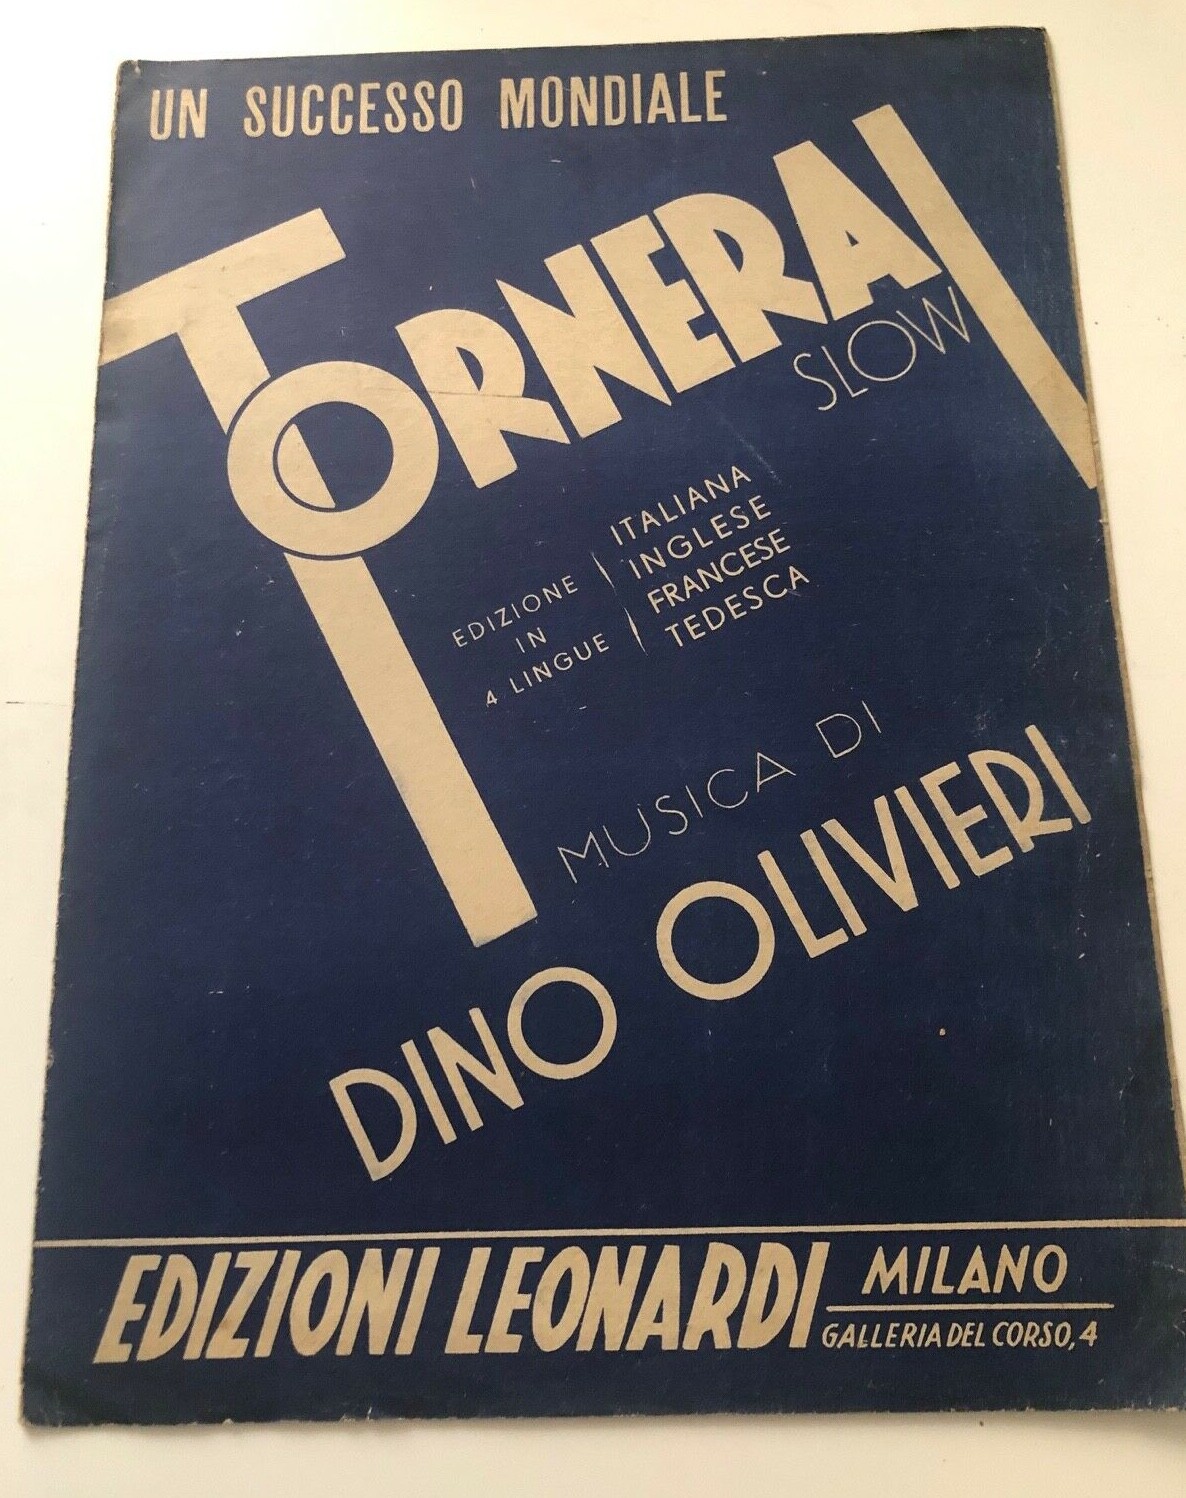 UN SUCCESSO MONDIALE
TORNERAI
SLOW
EDIZIONE
IN
4 LINGUE
ITALIANA
INGLESE
FRANCESE
TEDESCA
MUSICA DI
DINO OLIVIERI
EDIZIONI LEONARDI
MILANO
GALLERIA DEL CORSO, 4